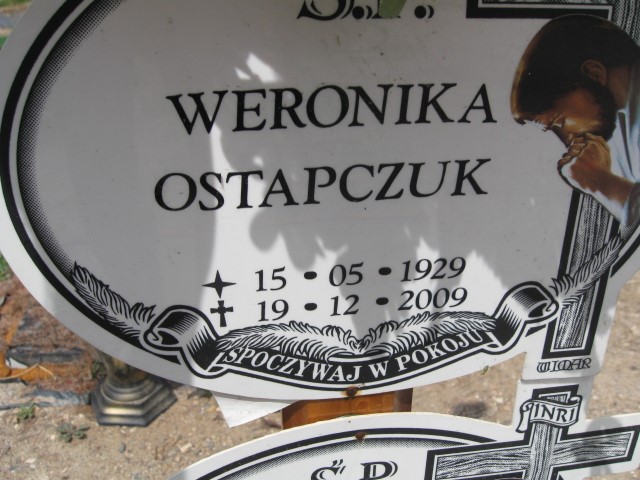 Ś.P.
WERONIKA
OSTAPCZUK
15 • 05 • 1929
19 • 12 • 2009
SPOCZYWAJ W POKOJU
WIMAR
INRI
Ś.P.